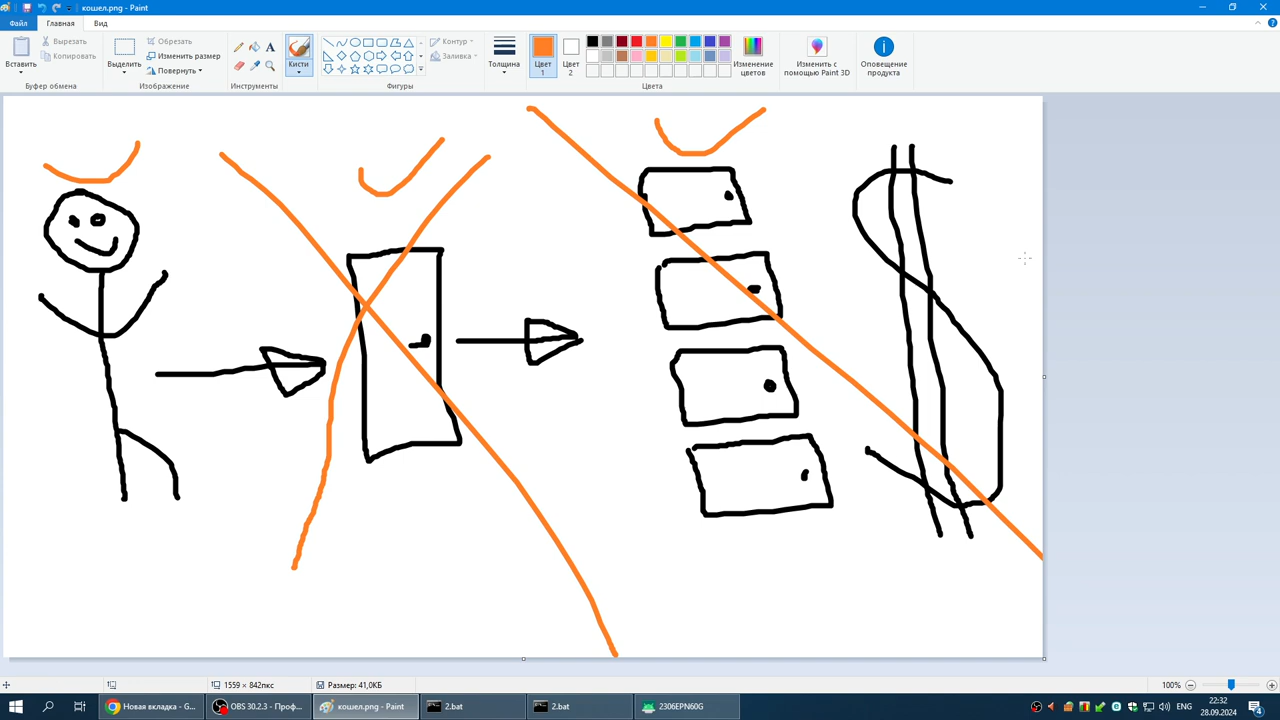 кошел.png - Paint
Файл
Главная
Вид
Вставить
Вырезать
Копировать
Буфер обмена
Выделить
Обрезать
Изменить размер
Повернуть
Изображение
A
Инструменты
Кисти
Контур
Заливка
Фигуры
Толщина
Цвет 1
Цвет 2
Изменение цветов
Цвета
Изменить с помощью Paint 3D
Оповещение продукта
1559 × 842пкс
Размер: 41,0КБ
100%
Новая вкладка - G...
OBS 30.2.3 - Проф...
кошел.png - Paint
2.bat
2.bat
2306EPN60G
ENG
22:32
28.09.2024
4